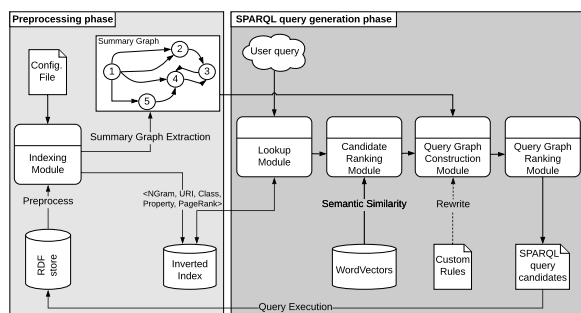 Preprocessing phase
SPARQL query generation phase
Summary Graph
1
2
3
4
5
Config.
File
User query
Indexing
Module
Summary Graph Extraction
Lookup
Module
Candidate
Ranking
Module
Query Graph
Construction
Module
Query Graph
Ranking
Module
Preprocess
<NGram, URI, Class,
Property, PageRank>
Semantic Similarity
Rewrite
RDF
store
Inverted
Index
WordVectors
Custom
Rules
SPARQL
query
candidates
Query Execution